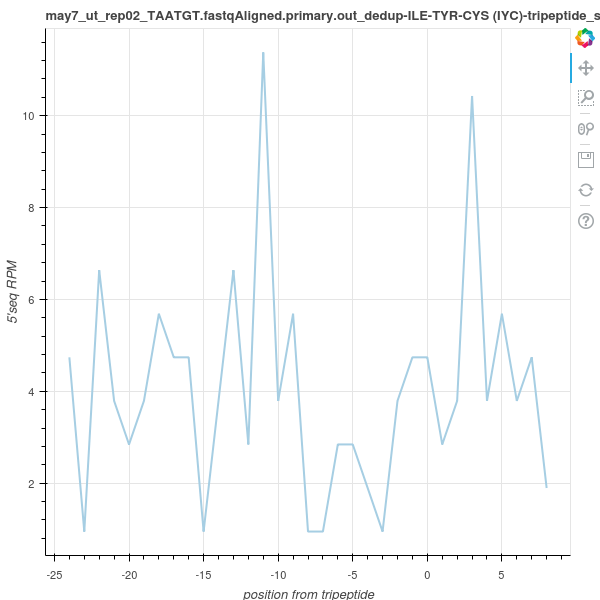 may7_ut_rep02_TAATGT.fastqAligned.primary.out_dedup-ILE-TYR-CYS (IYC)-tripeptide_s
10
8
6
4
2
5'seq RPM
-25 -20 -15 -10 -5 0 5
position from tripeptide